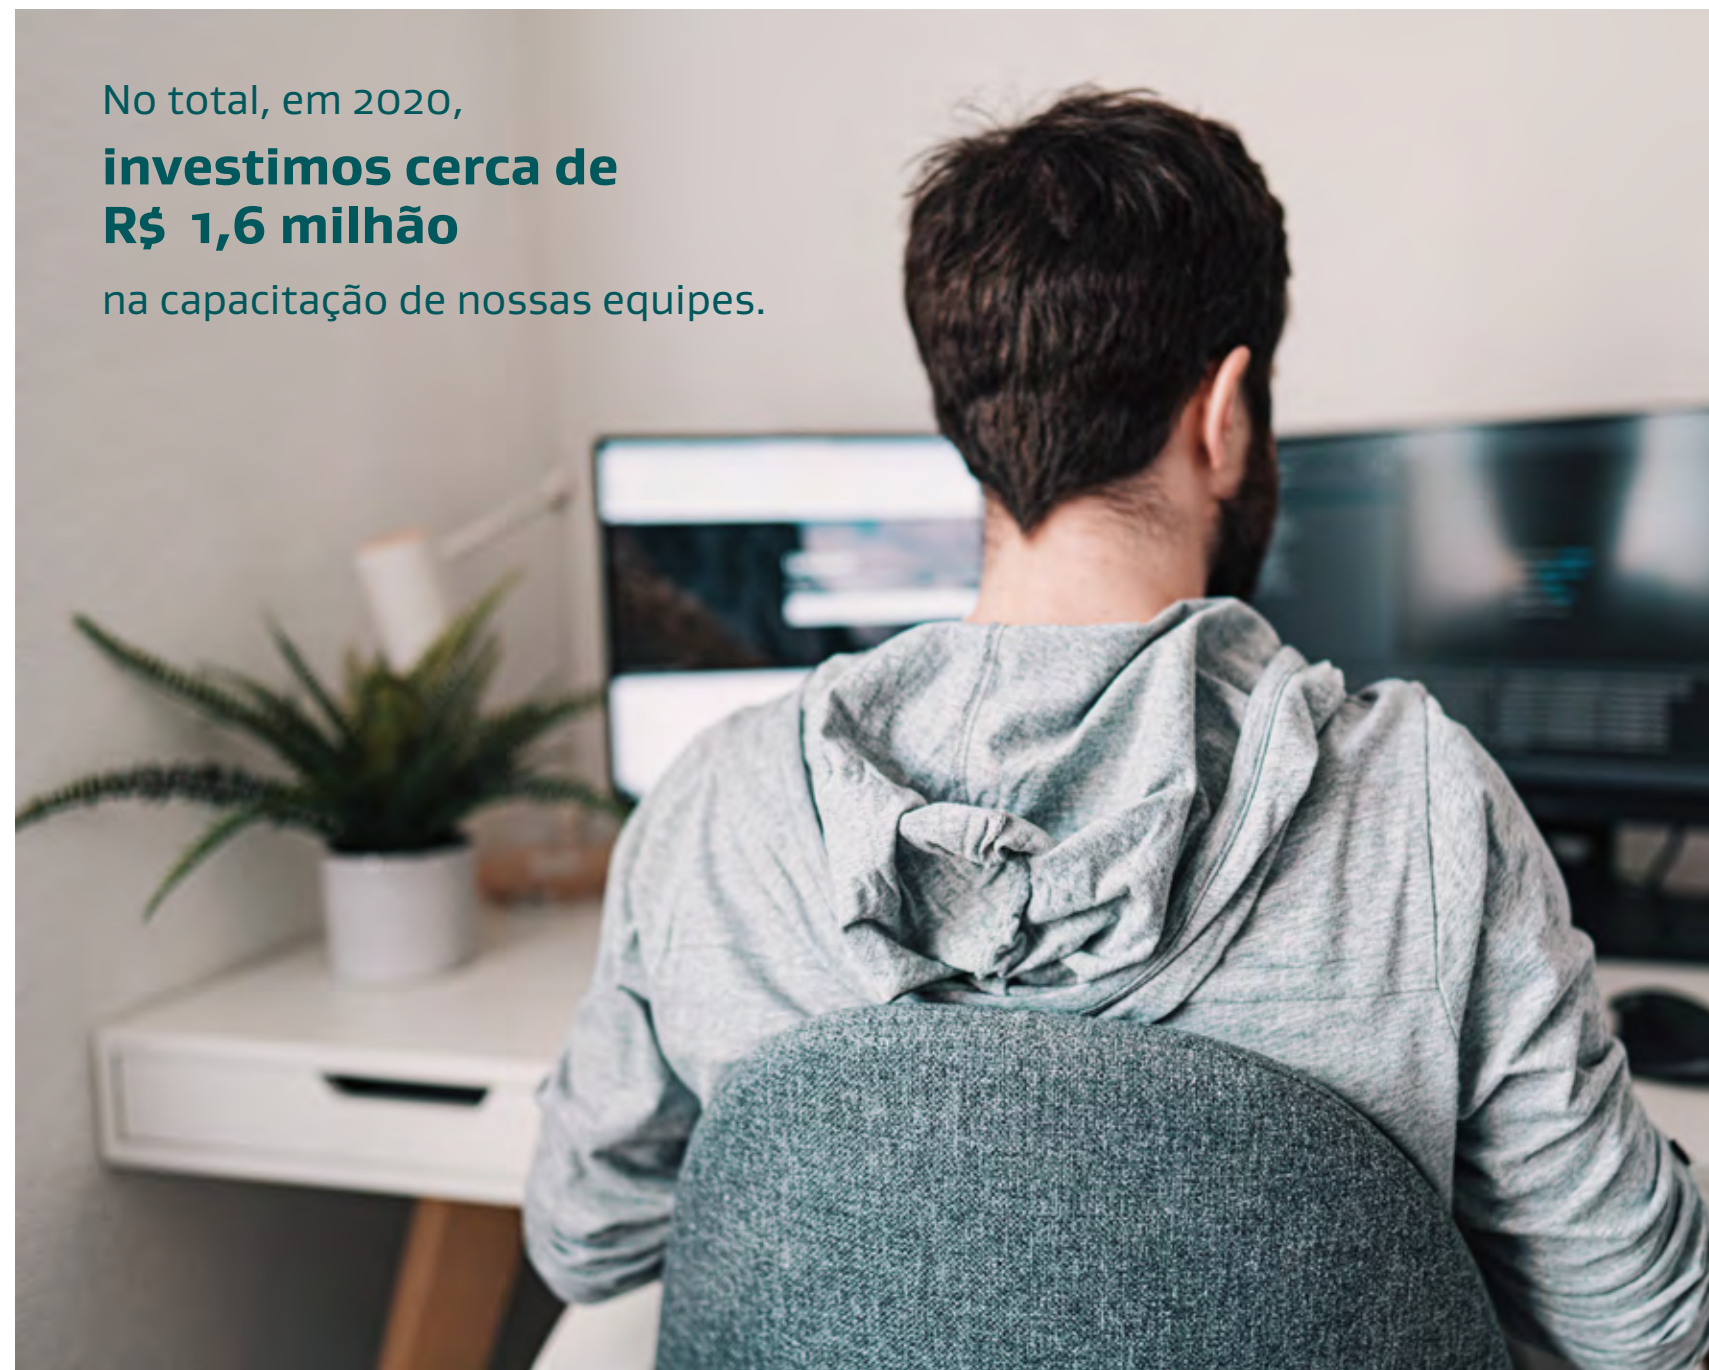 No total, em 2020,
investimos cerca de
R$ 1,6 milhão
na capacitação de nossas equipes.